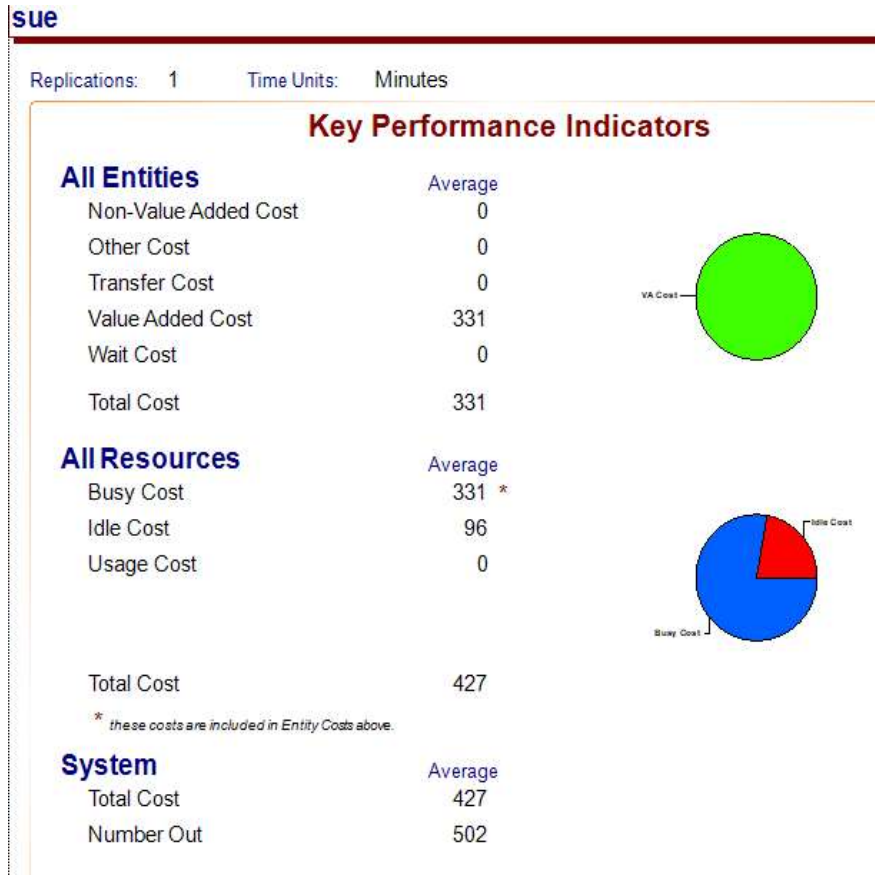 sue
Replications: 1 Time Units: Minutes
Key Performance Indicators
All Entities Average
Non-Value Added Cost 0
Other Cost 0
Transfer Cost 0
Value Added Cost 331
Wait Cost 0
Total Cost 331
VA Cost
All Resources Average
Busy Cost 331 *
Idle Cost 96
Usage Cost 0
Total Cost 427
* these costs are included in Entity Costs above.
Idle Cost
Busy Cost
System Average
Total Cost 427
Number Out 502